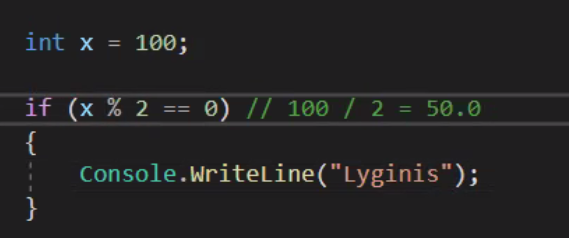 int x = 100;
if (x % 2 == 0) // 100 / 2 = 50.0
{
Console.WriteLine("Lyginis");
}